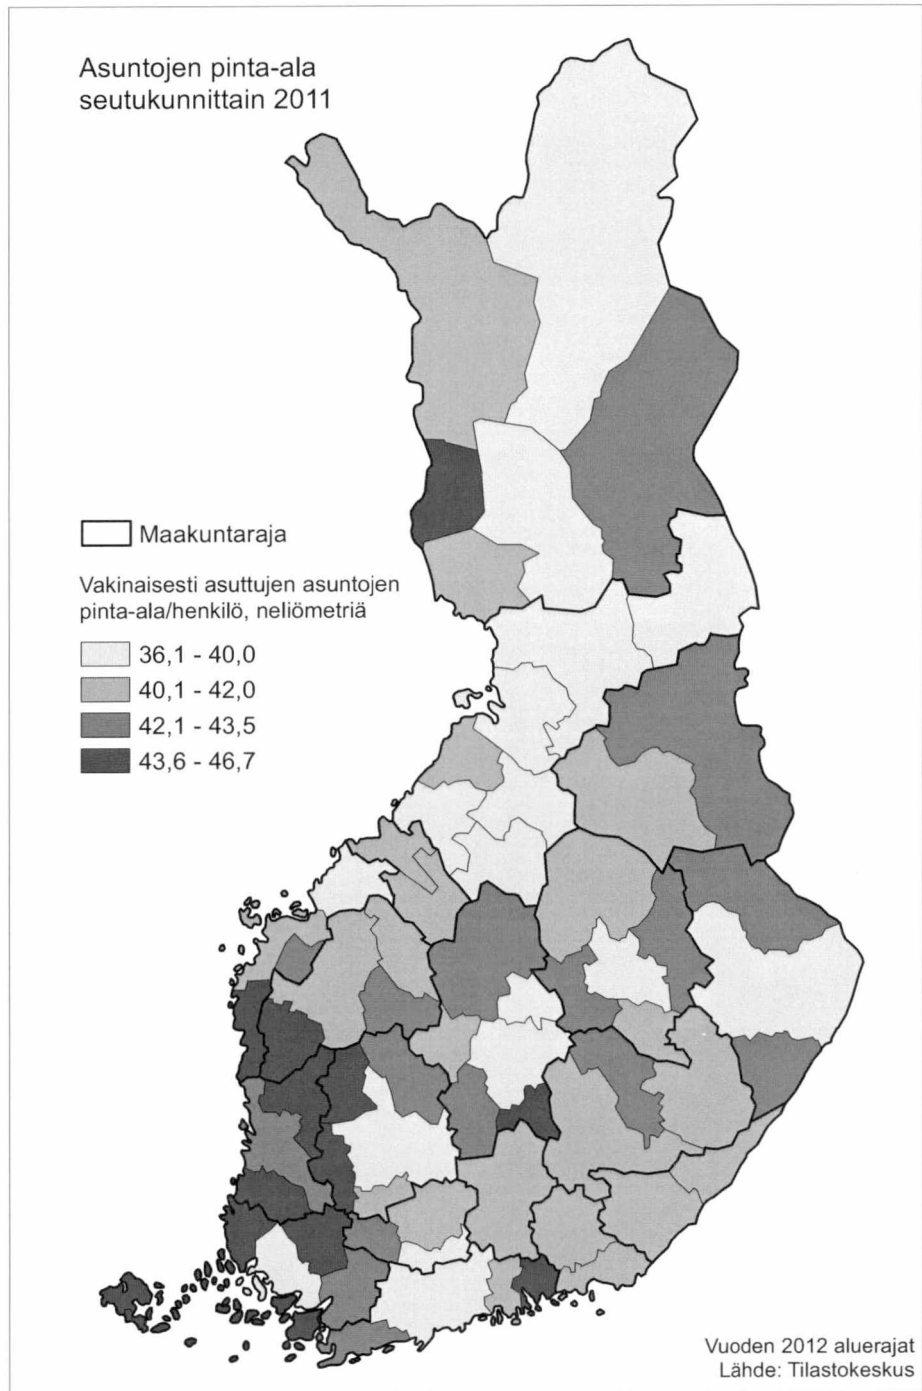 Asuntojen pinta-ala
seutukunnittain 2011
Maakuntaraja
Vakinaisesti asuttujen asuntojen
pinta-ala/henkilö, neliömetriä
36,1 - 40,0
40,1 - 42,0
42,1 - 43,5
43,6 - 46,7
Vuoden 2012 aluerajat
Lähde: Tilastokeskus